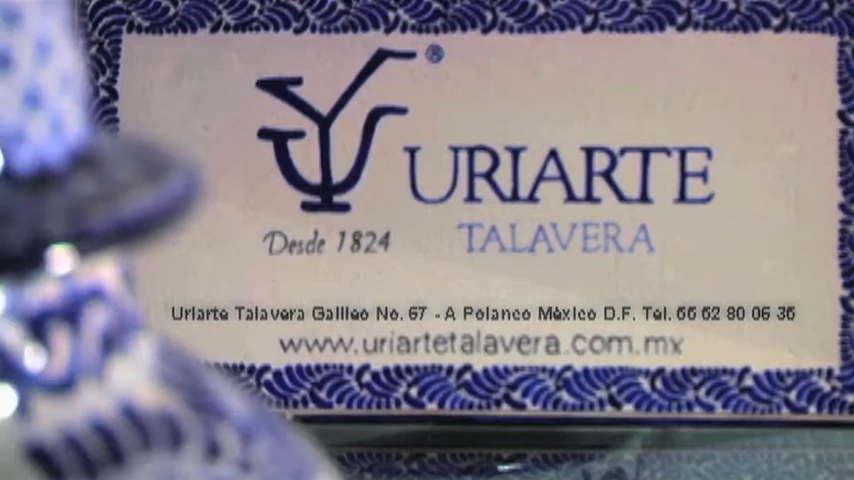 ®
URIARTE
TALAVERA
Desde 1824
Uriarte Talavera Galileo No. 67 - A Polanco México D.F. Tel. 55 52 80 06 35
www.uriartetalavera.com.mx